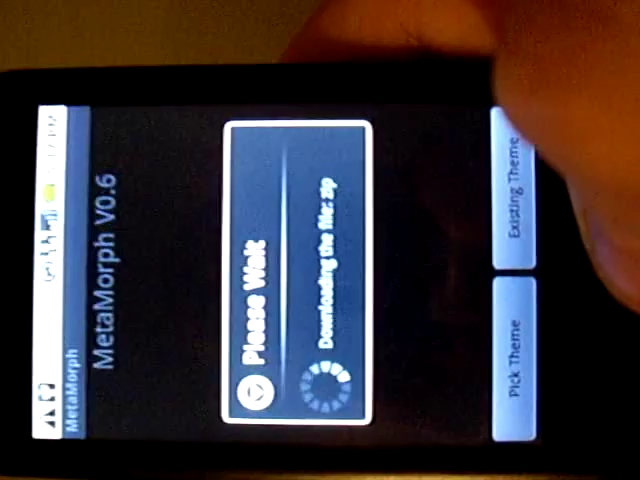 MetaMorph
MetaMorph V0.6
Please Wait
Downloading the file: zip
Pick Theme
Existing Theme